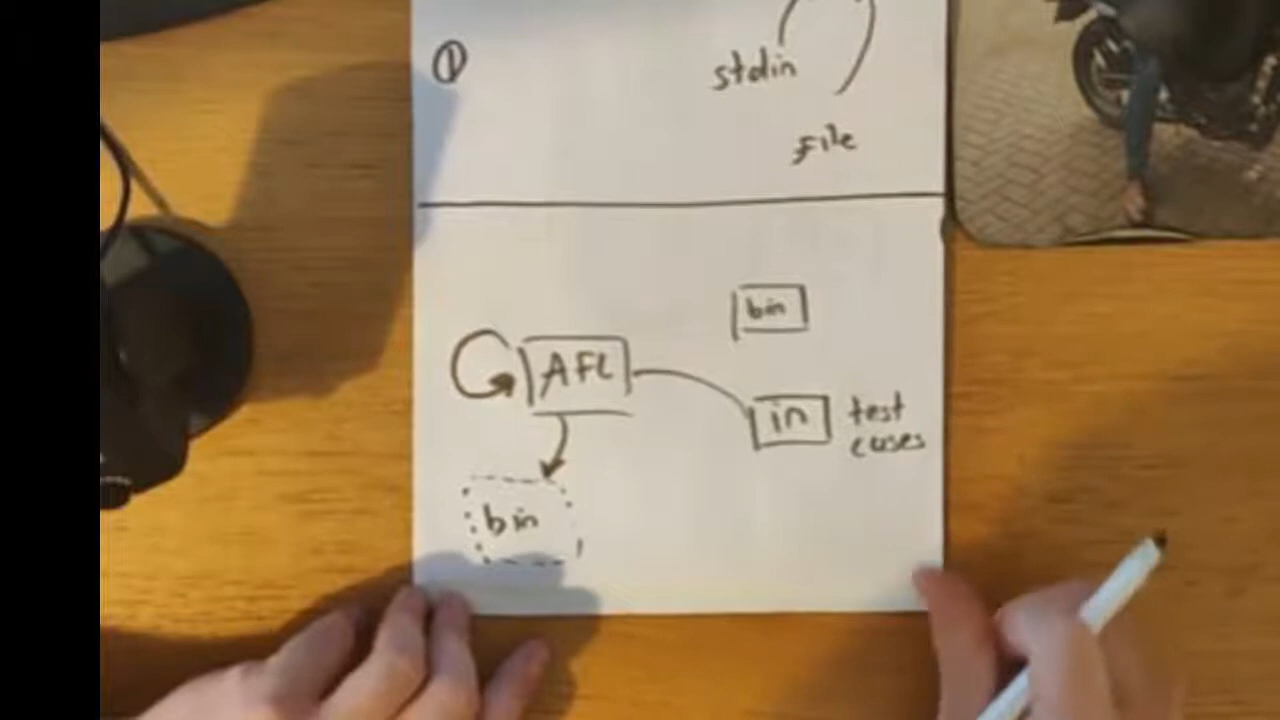 ①
stdin
file
bin
AFL
in
test
cases
bin